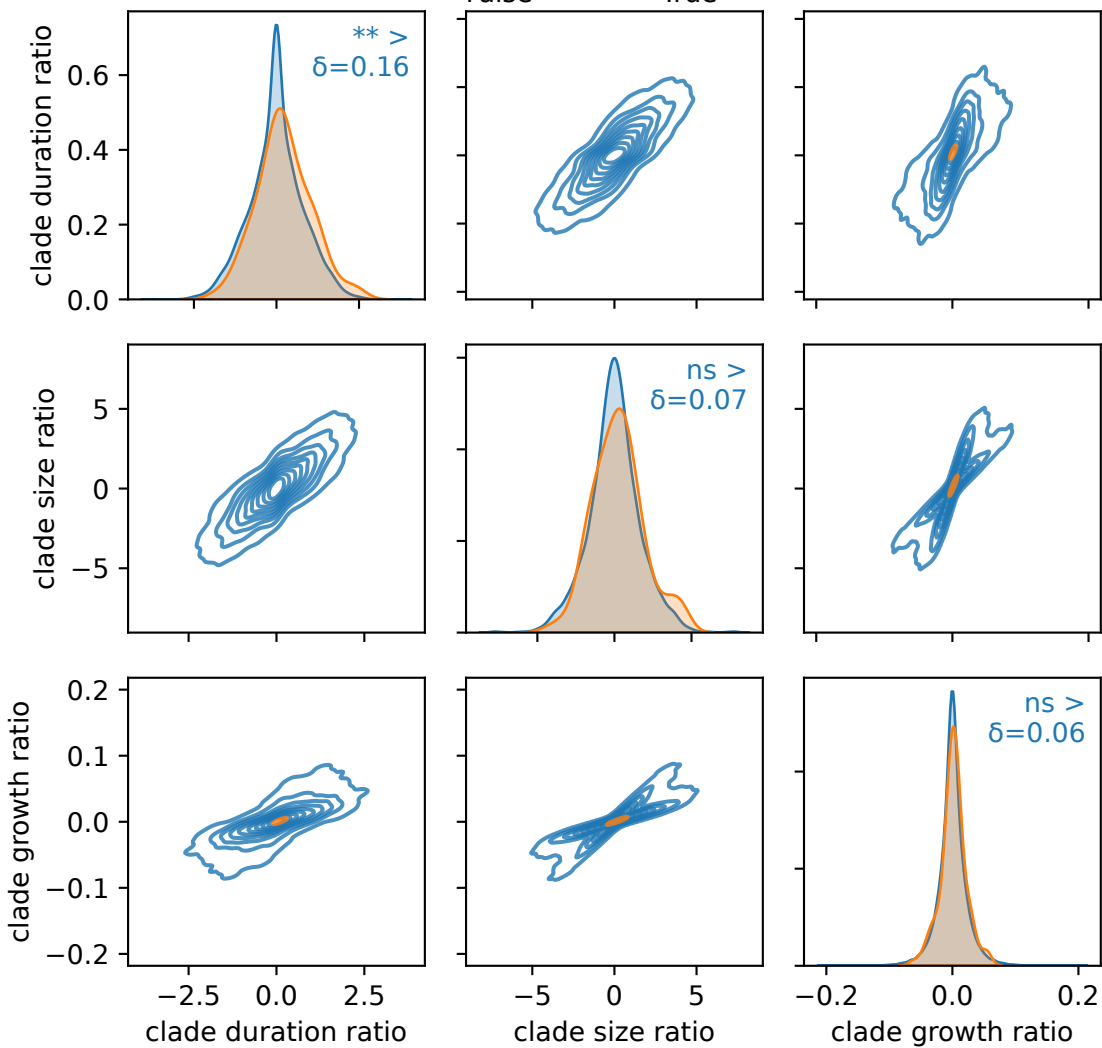 ** >
δ=0.16
clade duration ratio
0.6
0.4
0.2
0.0
ns >
δ=0.07
clade size ratio
5
0
−5
ns >
δ=0.06
clade growth ratio
0.2
0.1
0.0
−0.1
−0.2
−2.5 0.0 2.5
−5 0 5
−0.2 0.0 0.2
clade duration ratio
clade size ratio
clade growth ratio